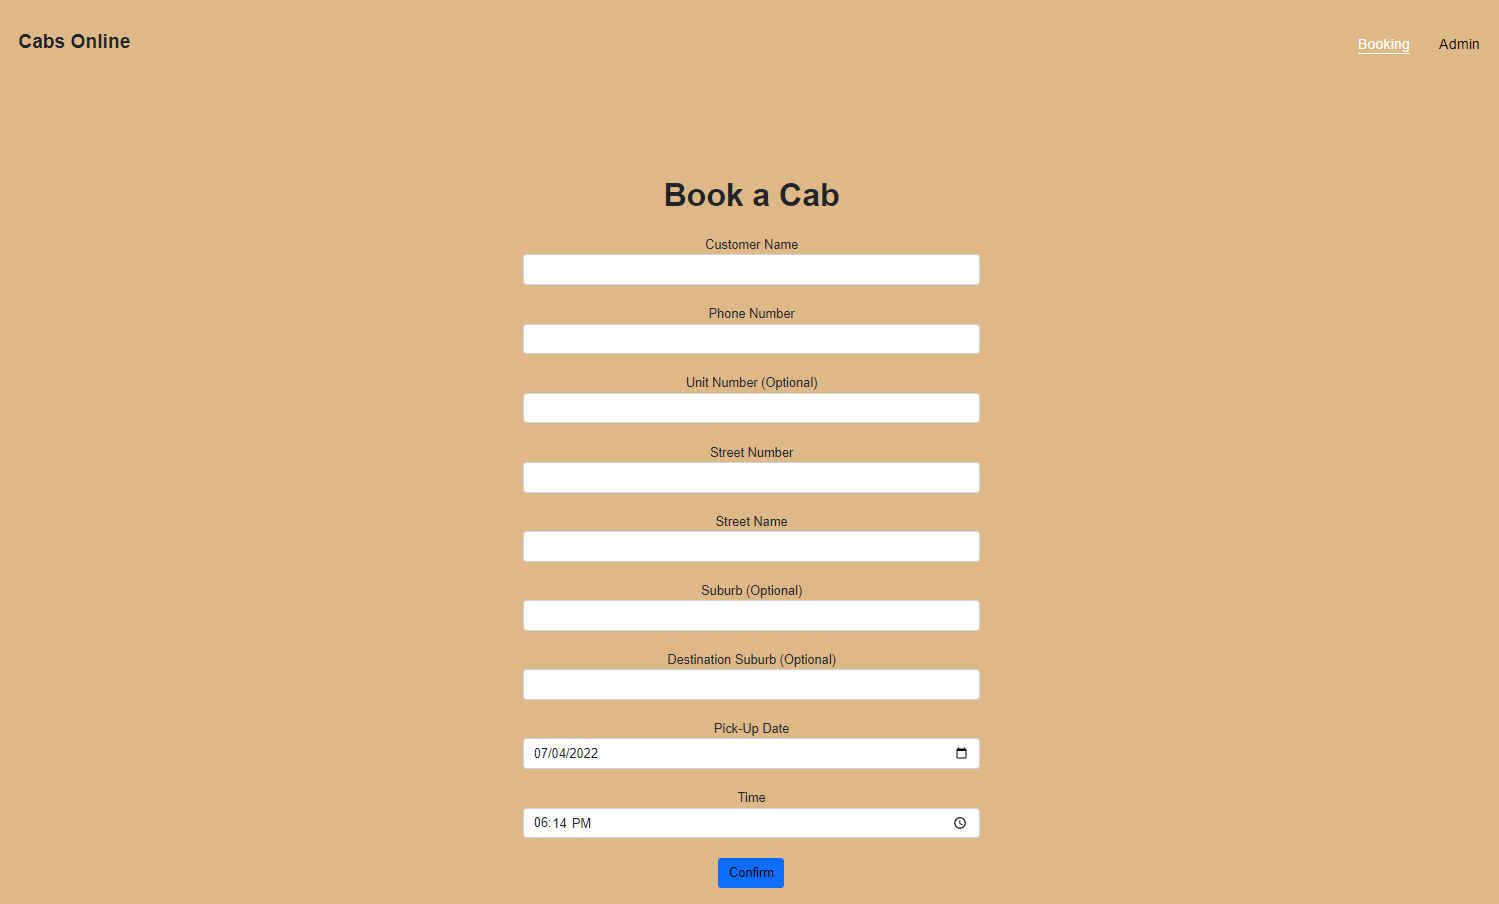 Cabs Online
Booking Admin
Book a Cab
Customer Name
Phone Number
Unit Number (Optional)
Street Number
Street Name
Suburb (Optional)
Destination Suburb (Optional)
Pick-Up Date
07/04/2022
Time
06:14 PM
Confirm